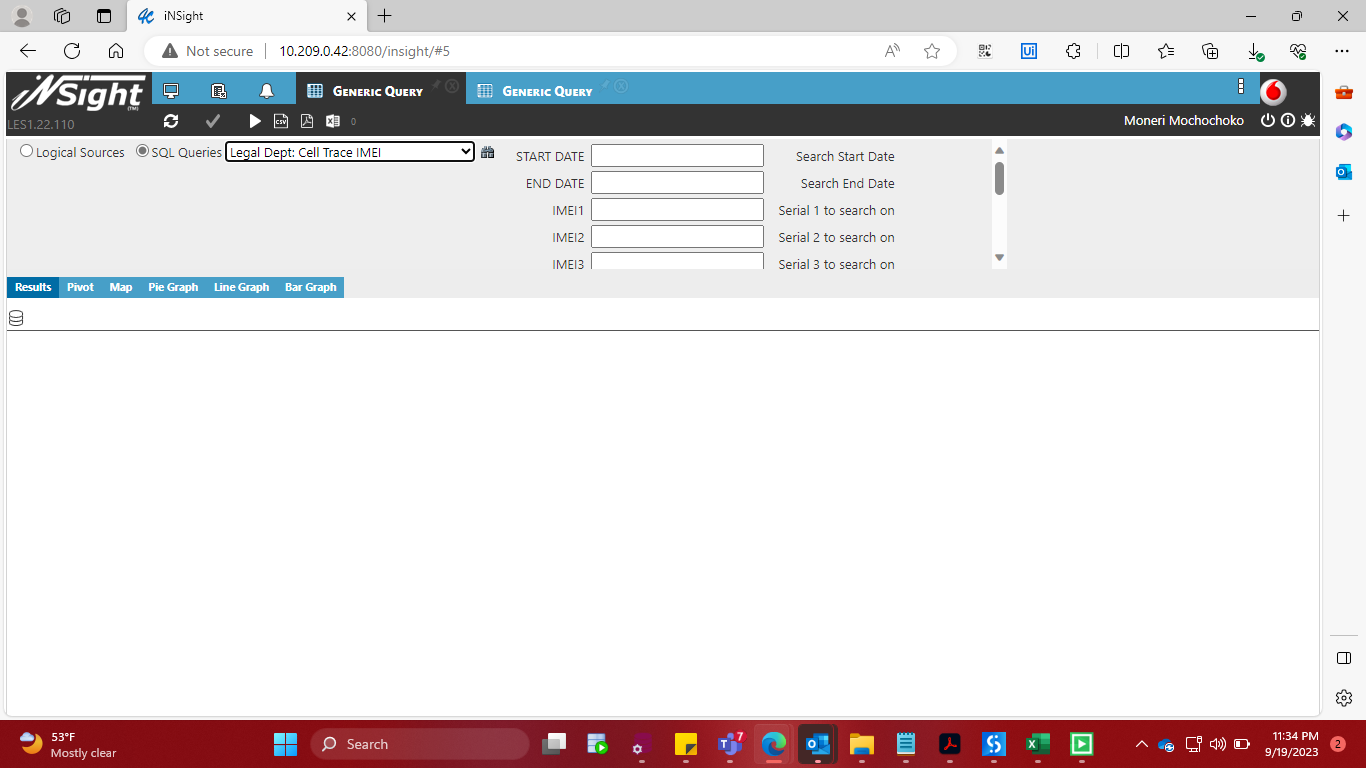 iNSight
Not secure
10.209.0.42:8080/insight/#5
iNSight (TM)
LES1.22.110
Generic Query
Generic Query
CSV
0
Moneri Mochochoko
Logical Sources
SQL Queries
Legal Dept: Cell Trace IMEI
START DATE
Search Start Date
END DATE
Search End Date
IMEI1
Serial 1 to search on
IMEI2
Serial 2 to search on
IMEI3
Serial 3 to search on
Results
Pivot
Map
Pie Graph
Line Graph
Bar Graph
53°F
Mostly clear
Search
7
11:34 PM
9/19/2023
2